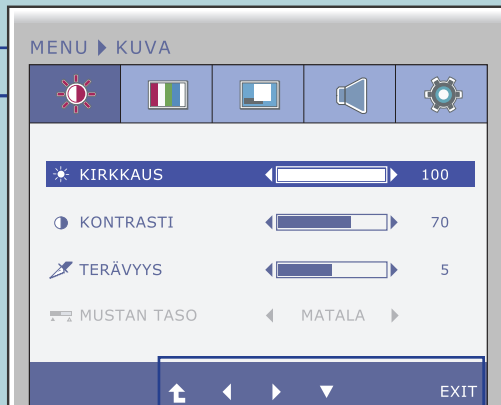 MENU ▶ KUVA
KIRKKAUS 100
KONTRASTI 70
TERÄVYYS 5
MUSTAN TASO MATALA
EXIT